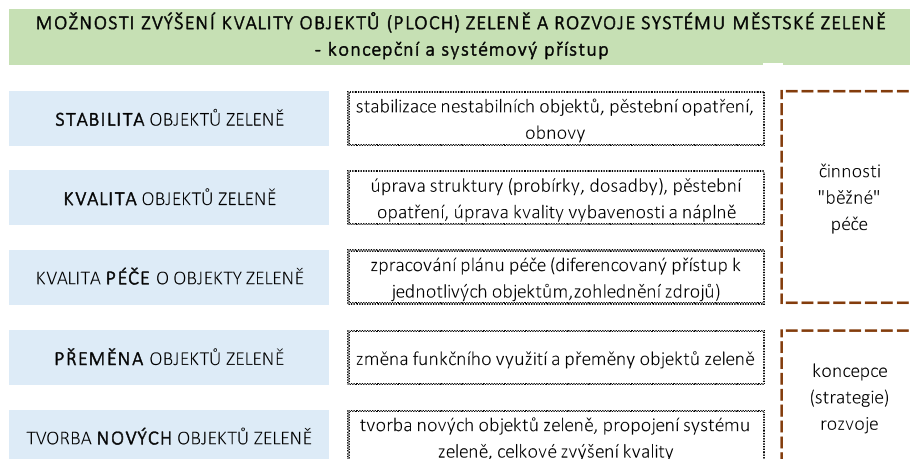 MOŽNOSTI ZVÝŠENÍ KVALITY OBJEKTŮ (PLOCH) ZELENĚ A ROZVOJE SYSTÉMU MĚSTSKÉ ZELENĚ
- koncepční a systémový přístup
STABILITA OBJEKTŮ ZELENĚ
stabilizace nestabilních objektů, pěstební opatření,
obnovy
KVALITA OBJEKTŮ ZELENĚ
úprava struktury (probírky, dosadby), pěstební
opatření, úprava kvality vybavenosti a náplně
KVALITA PÉČE O OBJEKTY ZELENĚ
zpracování plánu péče (diferencovaný přístup k
jednotlivých objektům,zohlednění zdrojů)
činnosti
"běžné"
péče
PŘEMĚNA OBJEKTŮ ZELENĚ
změna funkčního využití a přeměny objektů zeleně
TVORBA NOVÝCH OBJEKTŮ ZELENĚ
tvorba nových objektů zeleně, propojení systému
zeleně, celkové zvýšení kvality
koncepce
(strategie)
rozvoje